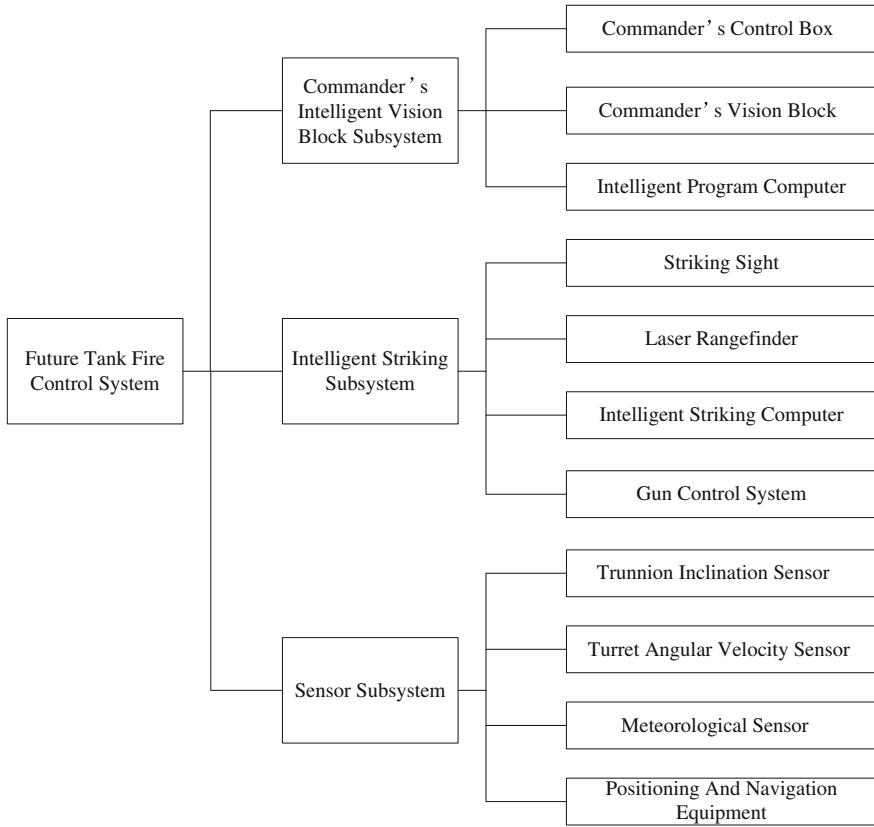 Future Tank Fire
Control System
Commander’s
Intelligent Vision
Block Subsystem
Commander’s Control Box
Commander’s Vision Block
Intelligent Program Computer
Intelligent Striking
Subsystem
Striking Sight
Laser Rangefinder
Intelligent Striking Computer
Gun Control System
Sensor Subsystem
Trunnion Inclination Sensor
Turret Angular Velocity Sensor
Meteorological Sensor
Positioning And Navigation
Equipment